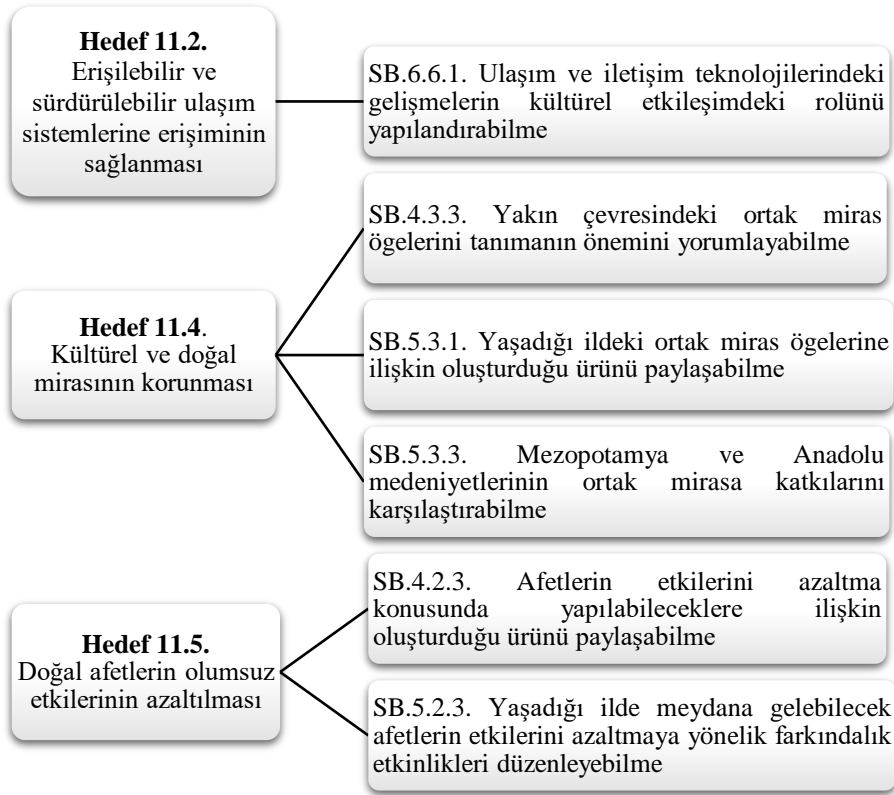 Hedef 11.2.
Erişilebilir ve
sürdürülebilir ulaşım
sistemlerine erişiminin
sağlanması
SB.6.6.1. Ulaşım ve iletişim teknolojilerindeki
gelişmelerin kültürel etkileşimdeki rolünü
yapılandırabilme
Hedef 11.4.
Kültürel ve doğal
mirasının korunması
SB.4.3.3. Yakın çevresindeki ortak miras
ögelerini tanımanın önemini yorumlayabilme
SB.5.3.1. Yaşadığı ildeki ortak miras ögelerine
ilişkin oluşturduğu ürünü paylaşabilme
SB.5.3.3. Mezopotamya ve Anadolu
medeniyetlerinin ortak mirasa katkılarını
karşılaştırabilme
Hedef 11.5.
Doğal afetlerin olumsuz
etkilerinin azaltılması
SB.4.2.3. Afetlerin etkilerini azaltma
konusunda yapılabileceklere ilişkin
oluşturduğu ürünü paylaşabilme
SB.5.2.3. Yaşadığı ilde meydana gelebilecek
afetlerin etkilerini azaltmaya yönelik farkındalık
etkinlikleri düzenleyebilme